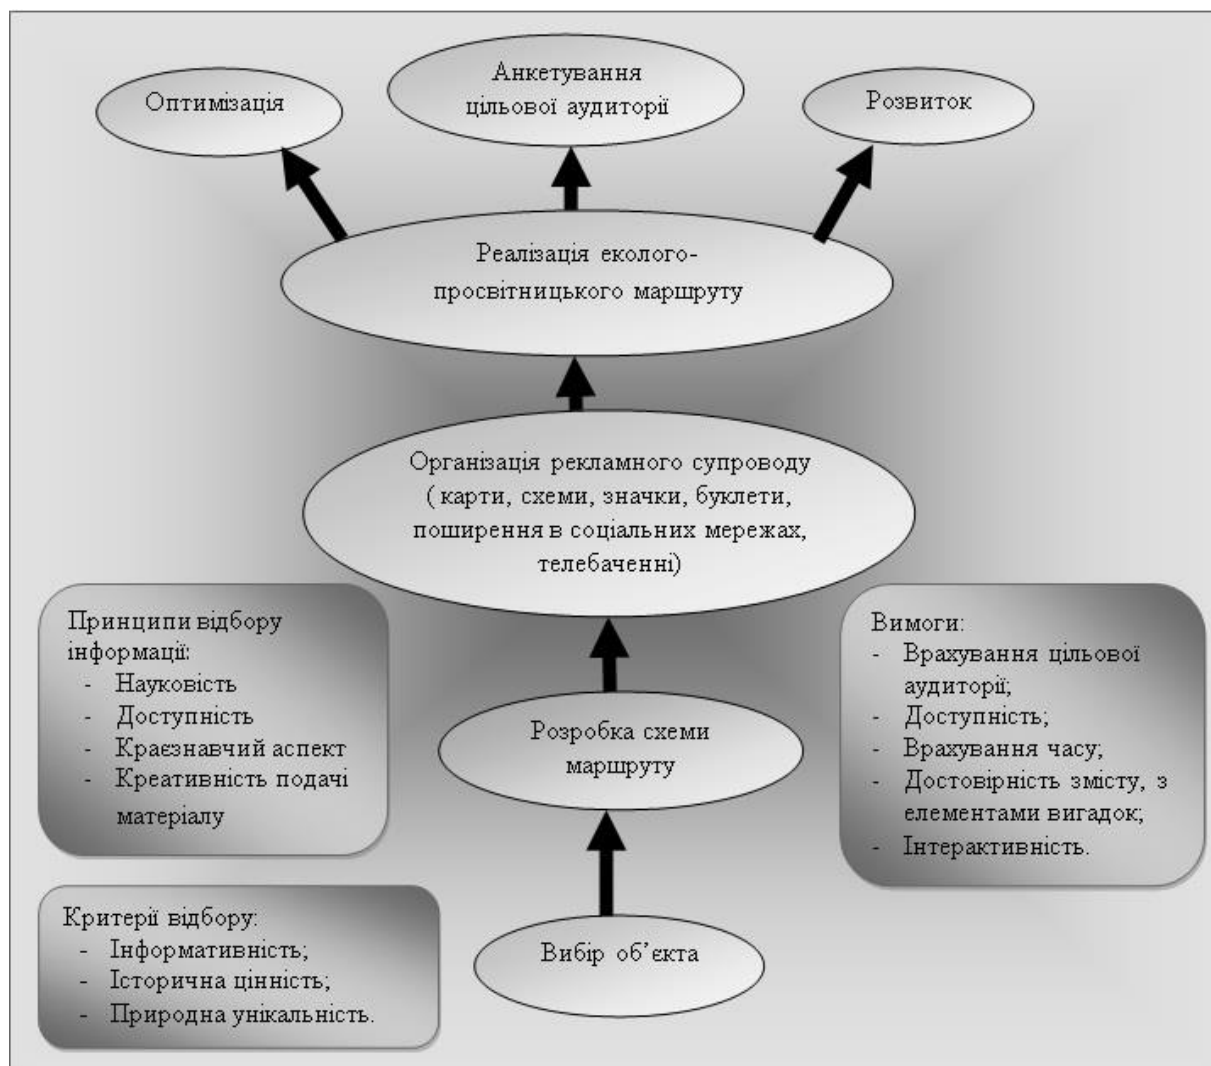 Оптимізація
Анкетування
цільової аудиторії
Розвиток
Реалізація еколого-
просвітницького маршруту
Організація рекламного супроводу
( карти, схеми, значки, буклети,
поширення в соціальних мережах,
телебаченні)
Принципи відбору
інформації:
- Науковість
- Доступність
- Краєзнавчий аспект
- Креативність подачі
матеріалу
Вимоги:
- Врахування цільової
аудиторії;
- Доступність;
- Врахування часу;
- Достовірність змісту, з
елементами вигадок;
- Інтерактивність.
Розробка схеми
маршруту
Критерії відбору:
- Інформативність;
- Історична цінність;
- Природна унікальність.
Вибір об’єкта